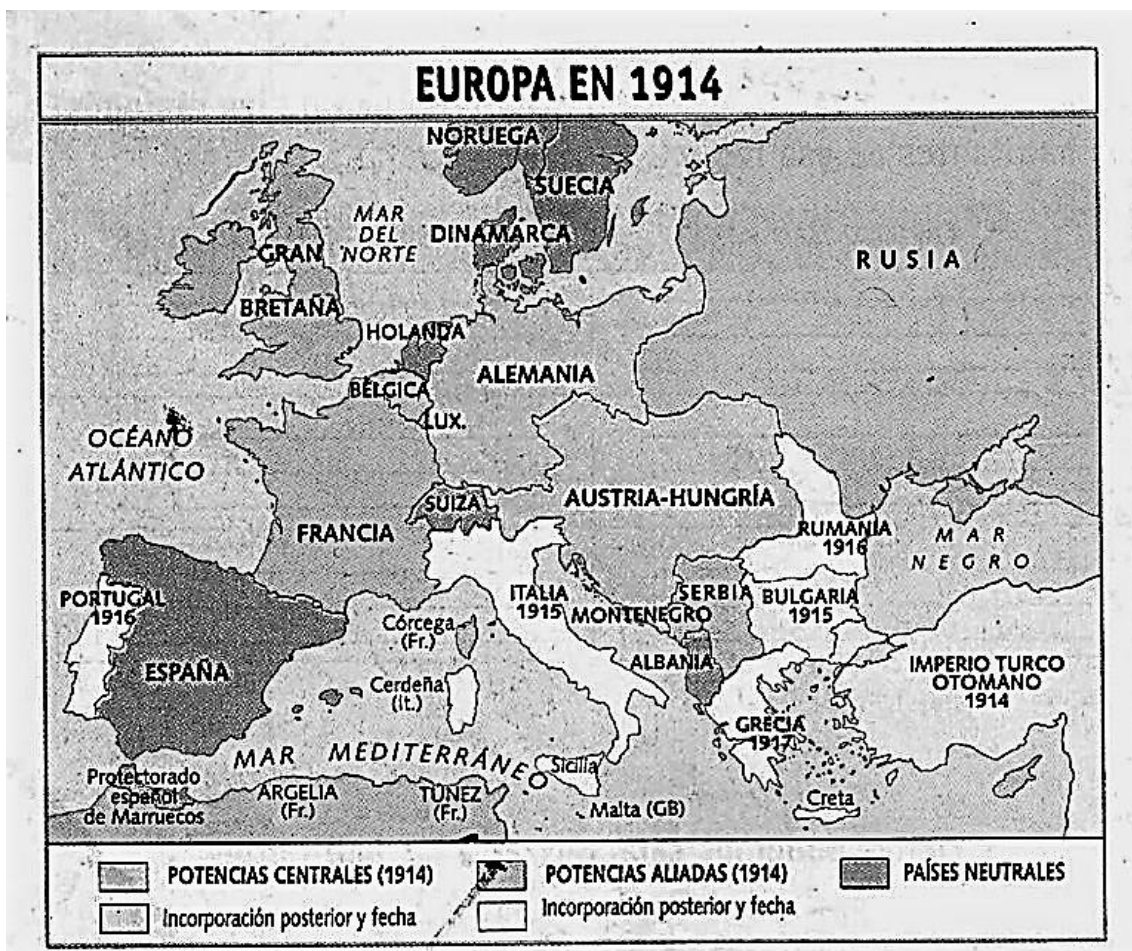 EUROPA EN 1914
NORUEGA
SUECIA
MAR
DEL
NORTE
DINAMARCA
GRAN
BRETAÑA
RUSIA
HOLANDA
BÉLGICA
ALEMANIA
LUX.
OCÉANO
ATLÁNTICO
SUIZA
AUSTRIA-HUNGRÍA
FRANCIA
RUMANÍA
1916
MAR
NEGRO
PORTUGAL
1916
ITALIA
1915
MONTENEGRO
SERBIA
BULGARIA
1915
Córcega
(Fr.)
ESPAÑA
ALBANIA
IMPERIO TURCO
OTOMANO
1914
Cerdeña
(It.)
GRECIA
1917
MAR MEDITERRÁNEO
Sicilia
Protectorado
español
de Marruecos
ARGELIA
(Fr.)
TÚNEZ
(Fr.)
Malta (GB)
Creta
POTENCIAS CENTRALES (1914)
POTENCIAS ALIADAS (1914)
PAÍSES NEUTRALES
Incorporación posterior y fecha
Incorporación posterior y fecha